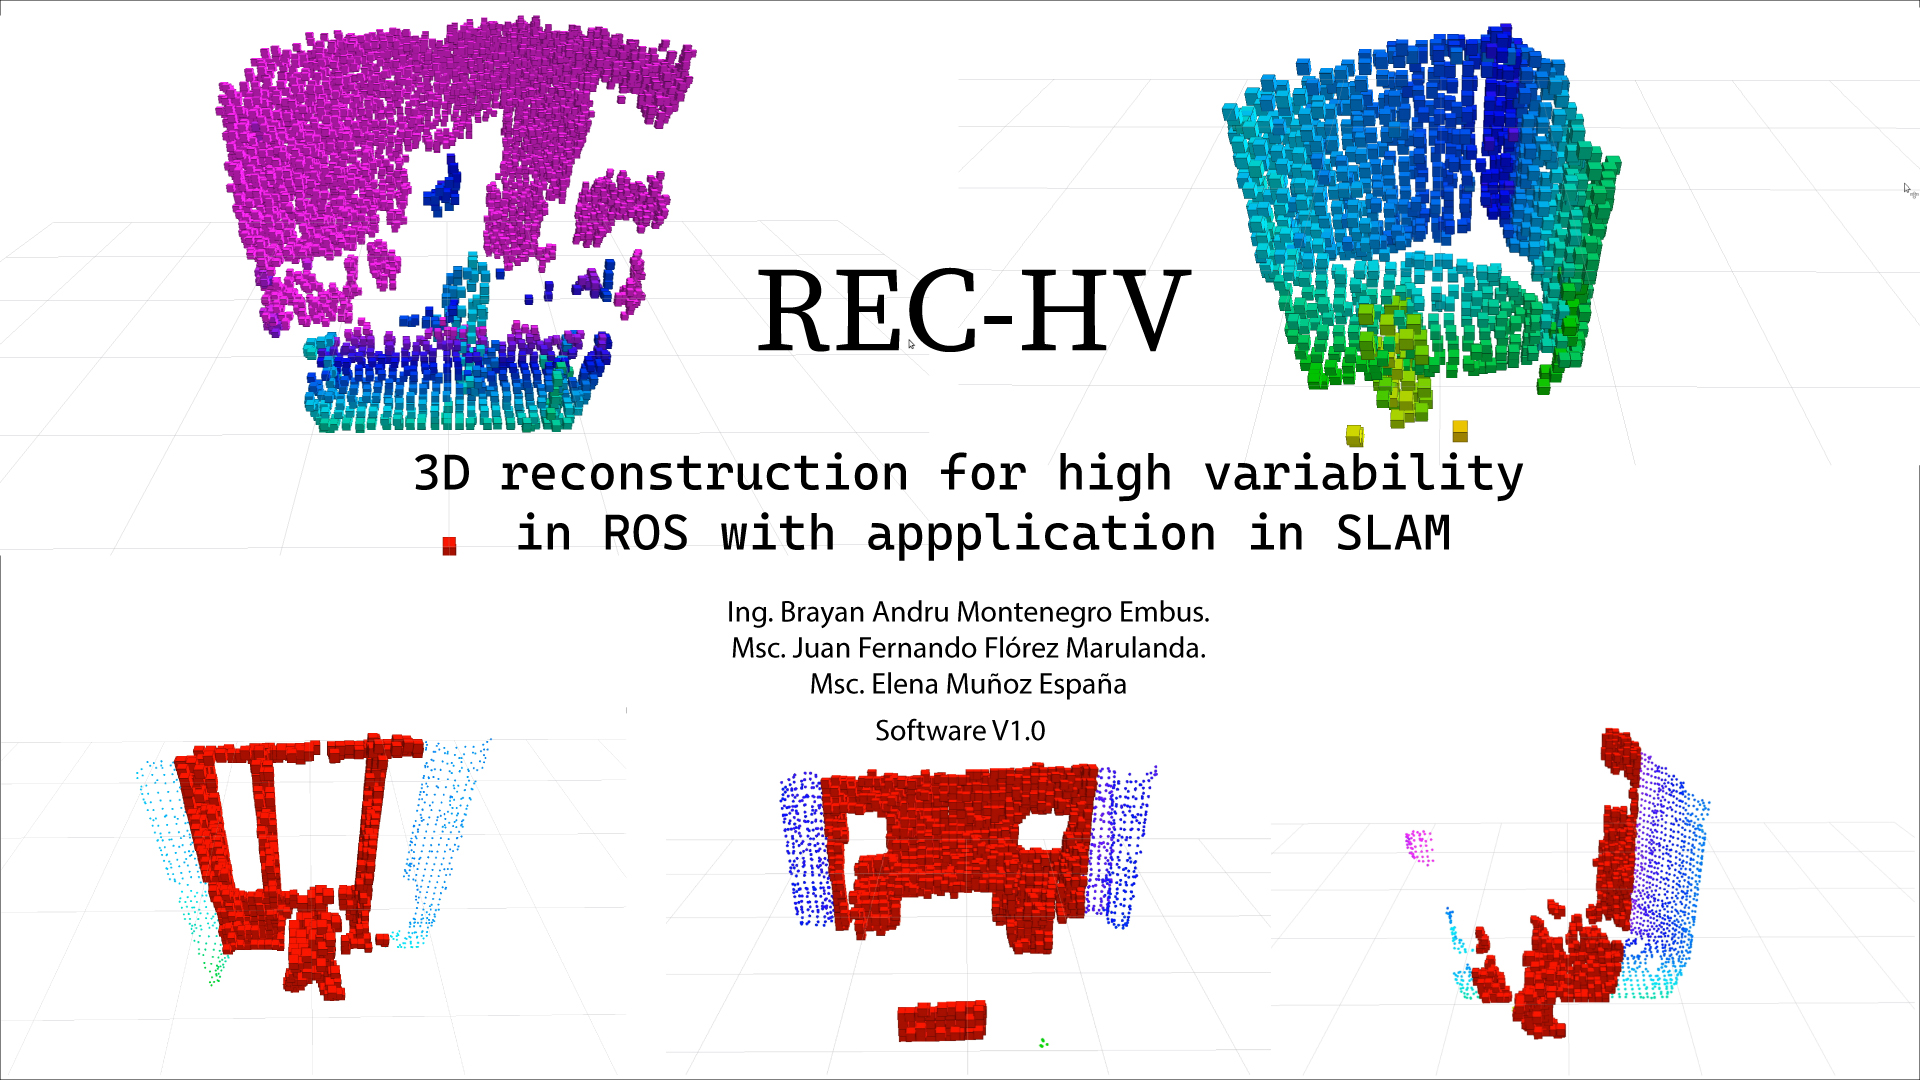 REC-HV
3D reconstruction for high variability
in ROS with appplication in SLAM
Ing. Brayan Andru Montenegro Embus.
Msc. Juan Fernando Flórez Marulanda.
Msc. Elena Muñoz España
Software V1.0